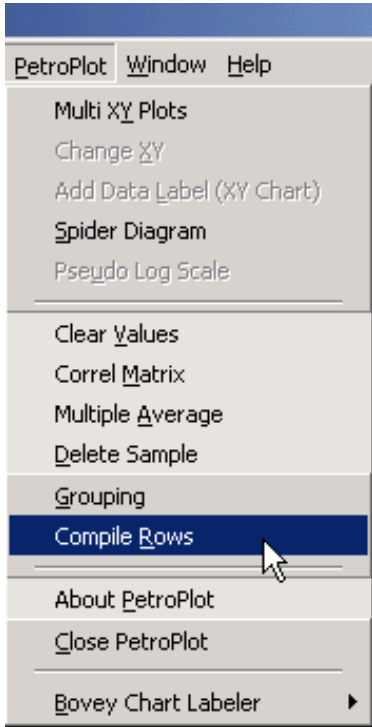 PetroPlot Window Help
Multi XY Plots
Change XY
Add Data Label (XY Chart)
Spider Diagram
Pseudo Log Scale
Clear Values
Correl Matrix
Multiple Average
Delete Sample
Grouping
Compile Rows
About PetroPlot
Close PetroPlot
Bovey Chart Labeler